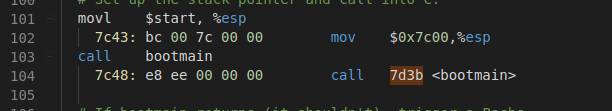 100 # Set up the stack pointer and call into C.
101 movl $start, %esp
102 7c43: bc 00 7c 00 00 mov $0x7c00,%esp
103 call bootmain
104 7c48: e8 ee 00 00 00 call 7d3b <bootmain>
105
106 # If bootmain returns (it shouldn't), trigger a Bochs